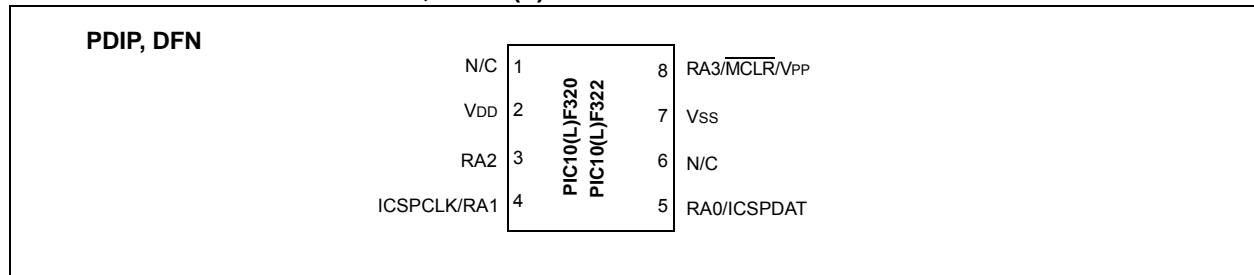 PDIP, DFN
N/C 1
VDD 2
RA2 3
ICSPCLK/RA1 4
PIC10(L)F320
PIC10(L)F322
8 RA3/MCLR/VPP
7 VSS
6 N/C
5 RA0/ICSPDAT